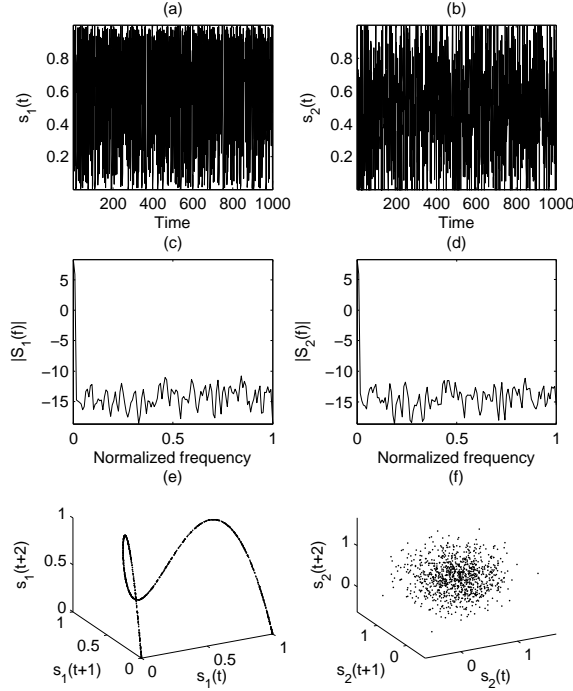 (a)
0.8
0.6
0.4
0.2
s1(t)
200 400 600 800 1000
Time
(b)
0.8
0.6
0.4
0.2
s2(t)
200 400 600 800 1000
Time
(c)
5
0
−5
−10
−15
|S1(f)|
0 0.5 1
Normalized frequency
(d)
5
0
−5
−10
−15
|S2(f)|
0 0.5 1
Normalized frequency
(e)
1
0.5
0
s1(t+2)
1
0.5
0
s1(t+1)
0 0.5 1
s1(t)
(f)
1
0
s2(t+2)
1
0
s2(t+1)
0 1
s2(t)